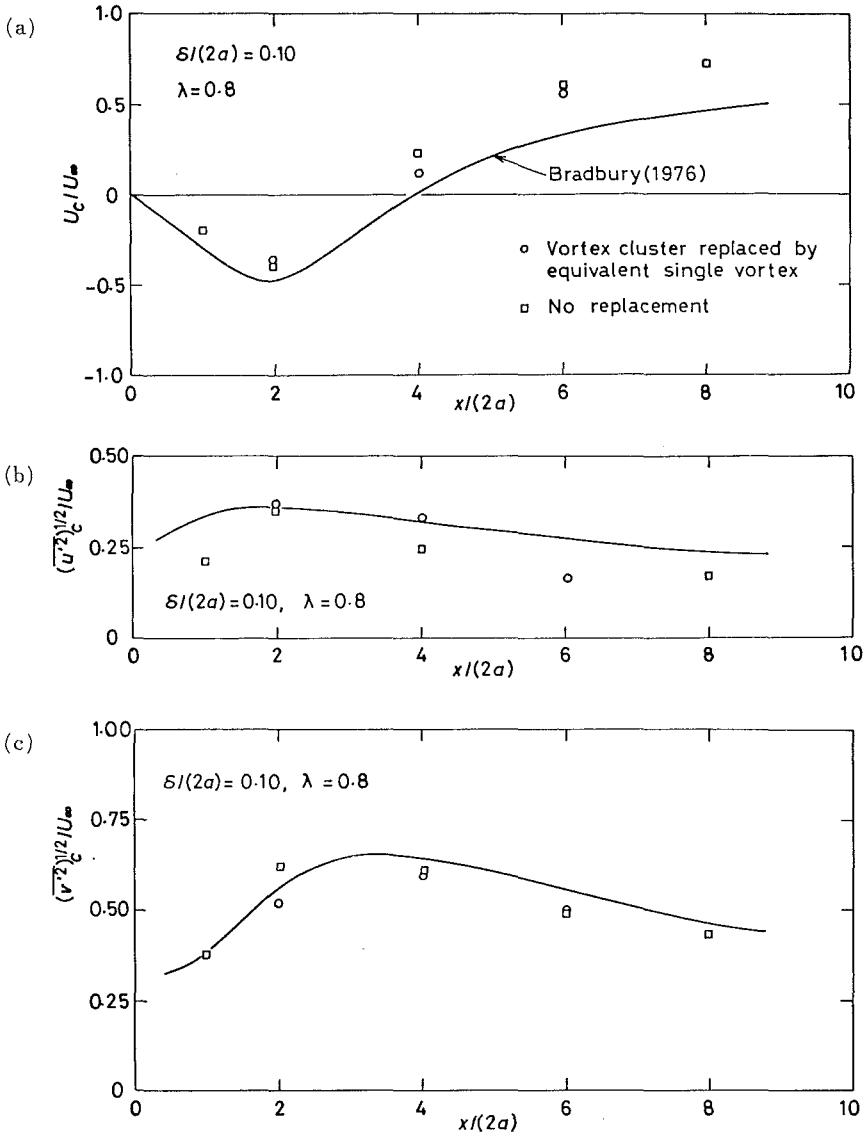 (a)
1.0
δ/(2a) = 0.10
λ = 0.8
0.5
Bradbury (1976)
U_c/U_∞
0
○ Vortex cluster replaced by
equivalent single vortex
□ No replacement
-0.5
-1.0
0 2 4 6 8 10
x/(2a)
(b)
0.50
(\overline{u'^2})_c^{1/2}/U_∞
0.25
δ/(2a) = 0.10, λ = 0.8
0
0 2 4 6 8 10
x/(2a)
(c)
1.00
δ/(2a) = 0.10, λ = 0.8
0.75
(\overline{v'^2})_c^{1/2}/U_∞
0.50
0.25
0
0 2 4 6 8 10
x/(2a)